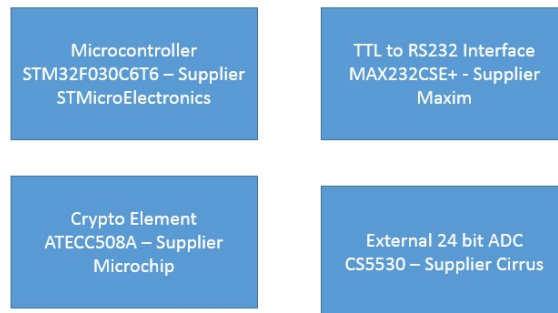 Microcontroller
STM32F030C6T6 – Supplier
STMicroElectronics
TTL to RS232 Interface
MAX232CSE+ - Supplier
Maxim
Crypto Element
ATECC508A – Supplier
Microchip
External 24 bit ADC
CS5530 – Supplier Cirrus